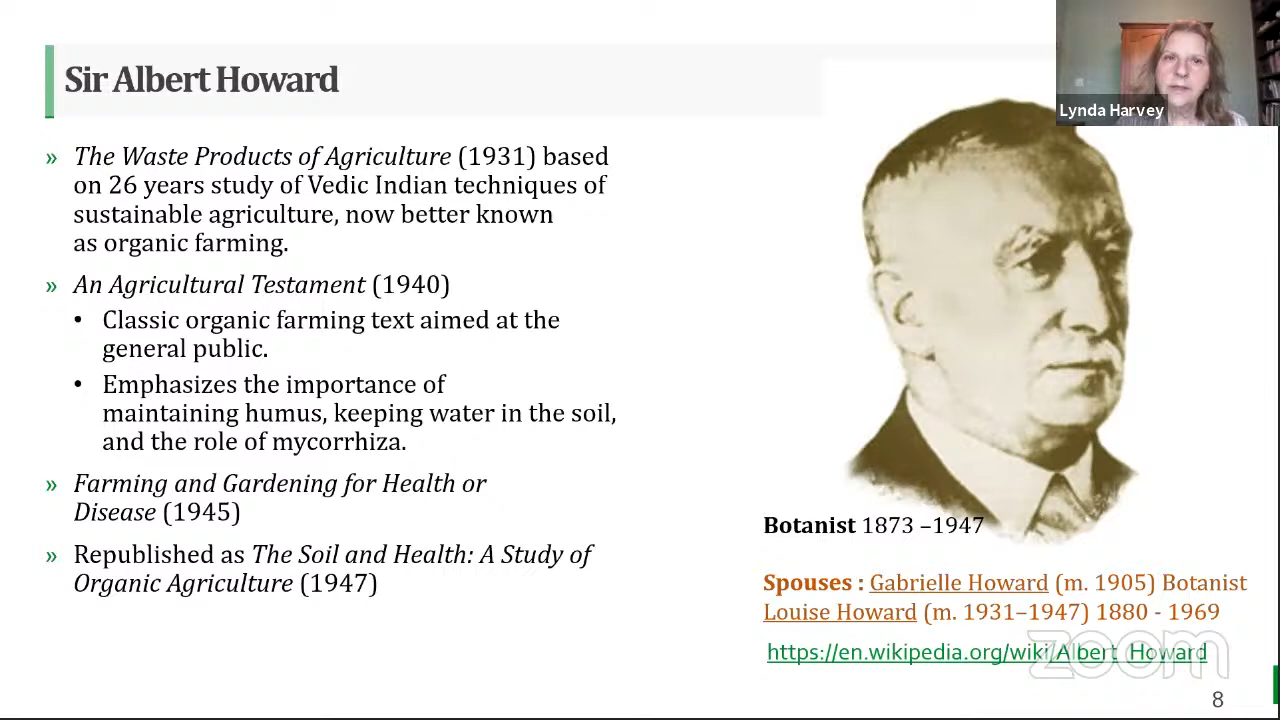 Sir Albert Howard
Lynda Harvey
» The Waste Products of Agriculture (1931) based
on 26 years study of Vedic Indian techniques of
sustainable agriculture, now better known
as organic farming.
» An Agricultural Testament (1940)
• Classic organic farming text aimed at the
general public.
• Emphasizes the importance of
maintaining humus, keeping water in the soil,
and the role of mycorrhiza.
» Farming and Gardening for Health or
Disease (1945)
» Republished as The Soil and Health: A Study of
Organic Agriculture (1947)
Botanist 1873 –1947
Spouses : Gabrielle Howard (m. 1905) Botanist
Louise Howard (m. 1931–1947) 1880 - 1969
https://en.wikipedia.org/wiki/Albert_Howard
zoom
8